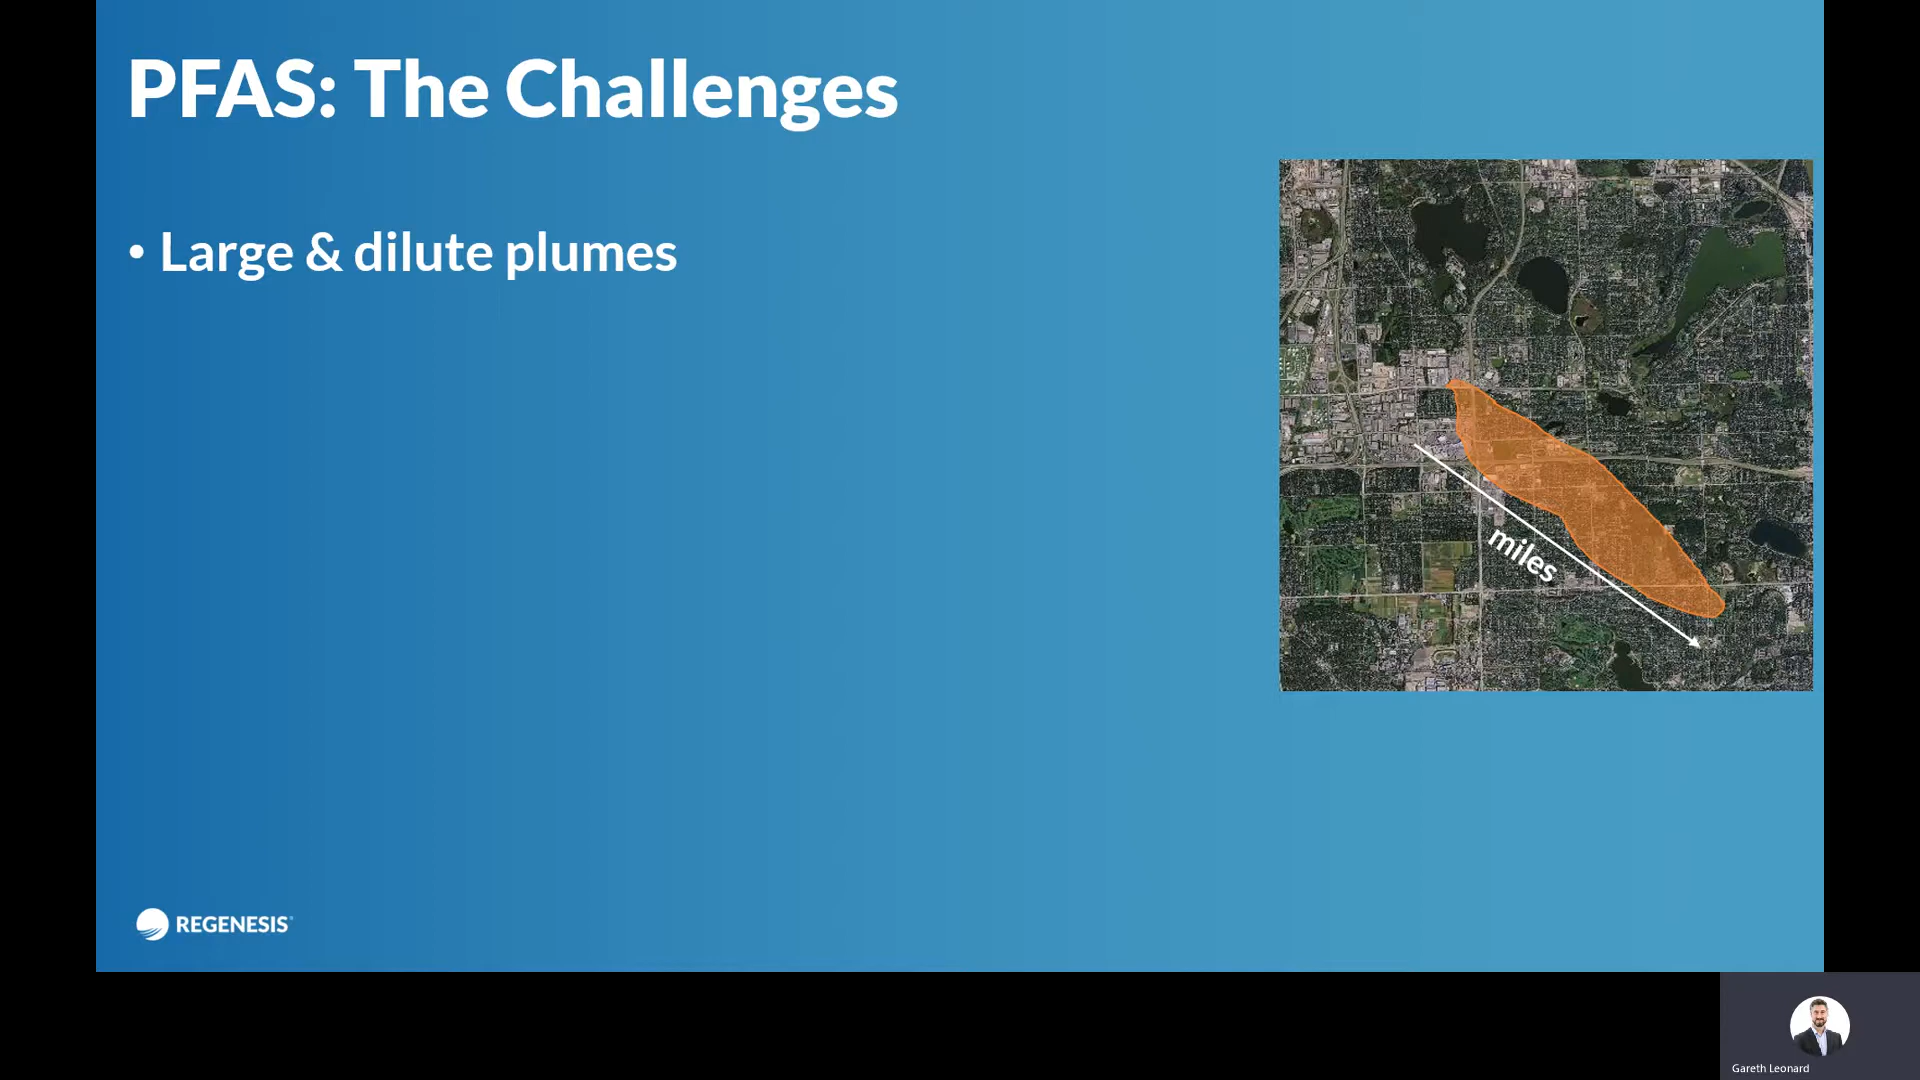 PFAS: The Challenges
• Large & dilute plumes
miles
REGENESIS®
Gareth Leonard